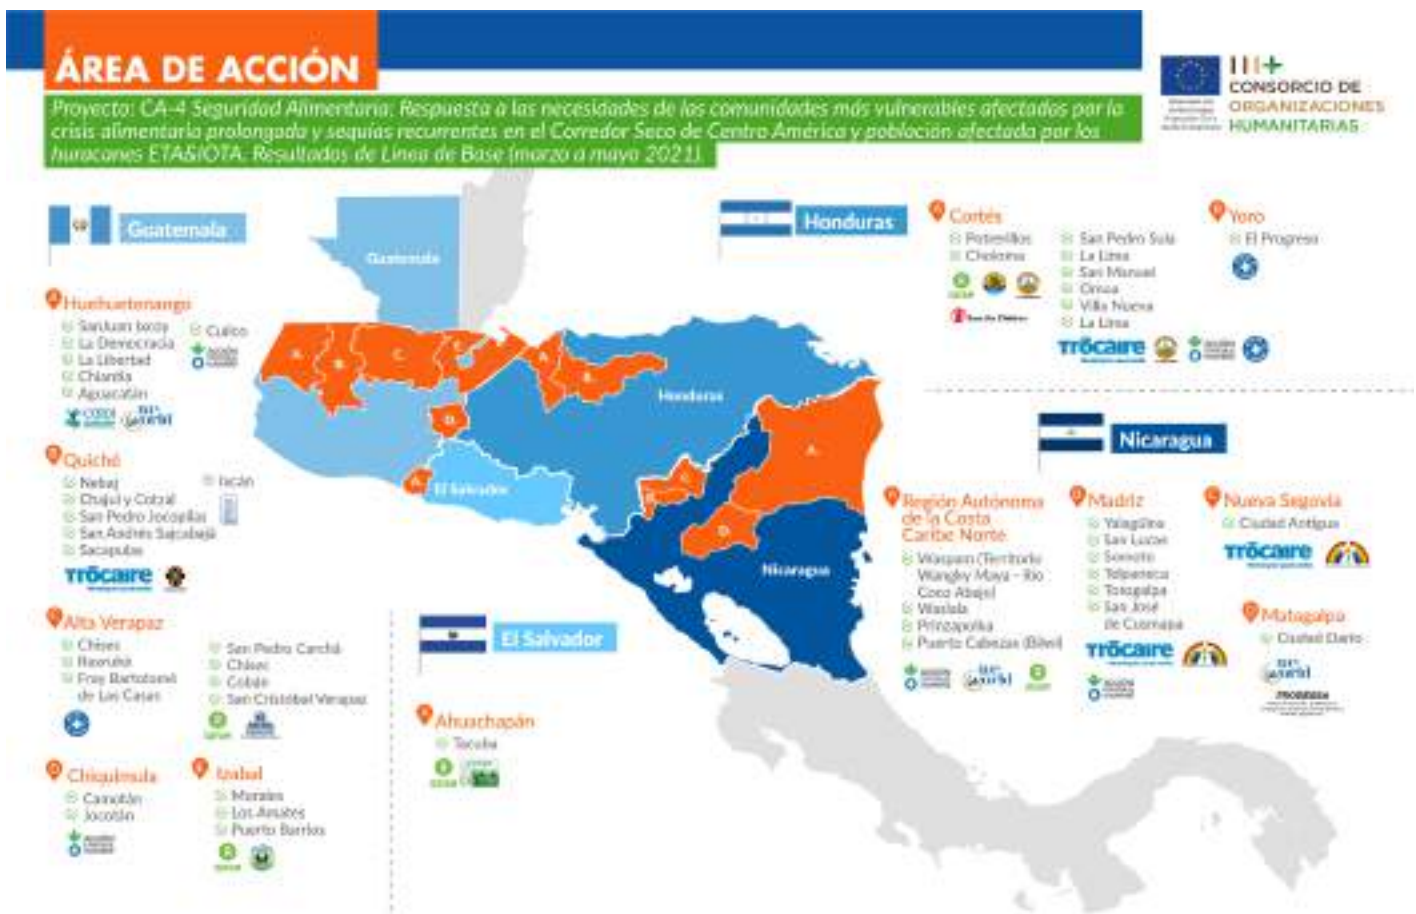 ÁREA DE ACCIÓN
Proyecto: CA-4 Seguridad Alimentaria: Respuesta a las necesidades de las comunidades más vulnerables afectadas por la
crisis alimentaria prolongada y sequías recurrentes en el Corredor Seco de Centro América y población afectada por los
huracanes ETA&IOTA. Resultados de Línea de Base (marzo a mayo 2021).
CONSORCIO DE
ORGANIZACIONES
HUMANITARIAS
Guatemala
A Huehuetenango
SanJuan Ixcoy
La Democracia
La Libertad
Chiantla
Aguacatán
Cuilco
B Quiché
Nebaj
Chajul y Cotzal
San Pedro Jocopilas
San Andrés Sajcabajá
Sacapulas
Ixcán
TRÓCAIRE
C Alta Verapaz
Chisec
Raxruhá
Fray Bartolomé
de Las Casas
San Pedro Carchá
Chisec
Cobán
San Cristóbal Verapaz
D Chiquimula
Camotán
Jocotán
E Izabal
Morales
Los Amates
Puerto Barrios
El Salvador
A Ahuachapán
Tacuba
Honduras
A Cortés
Potrerillos
Choloma
Save the Children
San Pedro Sula
La Lima
San Manuel
Omoa
Villa Nueva
La Lima
TRÓCAIRE
B Yoro
El Progreso
Nicaragua
A Región Autónoma
de la Costa
Caribe Norte
Waspam (Territorio
Wangky Maya - Río
Coco Abajo)
Waslala
Prinzapolka
Puerto Cabezas (Bilwi)
Madriz
Yalagüina
San Lucas
Somoto
Telpaneca
Totogalpa
San José
de Cusmapa
TRÓCAIRE
C Nueva Segovia
Ciudad Antigua
TRÓCAIRE
D Matagalpa
Ciudad Darío
Guatemala
A.
B.
C.
E.
D.
A.
B.
Honduras
A.
El Salvador
A.
C.
B.
D.
Nicaragua